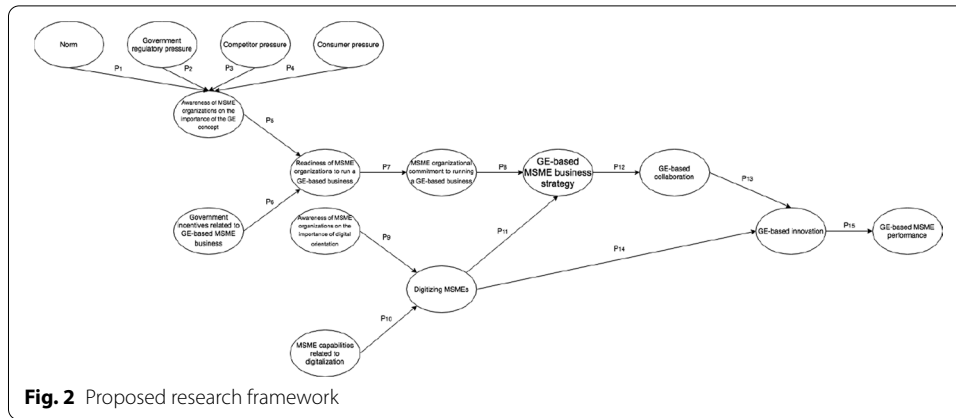 Norm
Government
regulatory pressure
Competitor pressure
Consumer pressure
P1
P2
P3
P4
Awareness of MSME
organizations on the
importance of the GE
concept
P5
Readiness of MSME
organizations to run a
GE-based business
P7
MSME organizational
commitment to running
a GE-based business
P8
GE-based
MSME business
strategy
P12
GE-based
collaboration
P13
Government
incentives related to
GE-based MSME
business
P6
Awareness of MSME
organizations on the
importance of digital
orientation
P9
P11
P14
GE-based innovation
P15
GE-based MSME
performance
Digitizing MSMEs
P10
MSME capabilities
related to
digitalization
Fig. 2 Proposed research framework